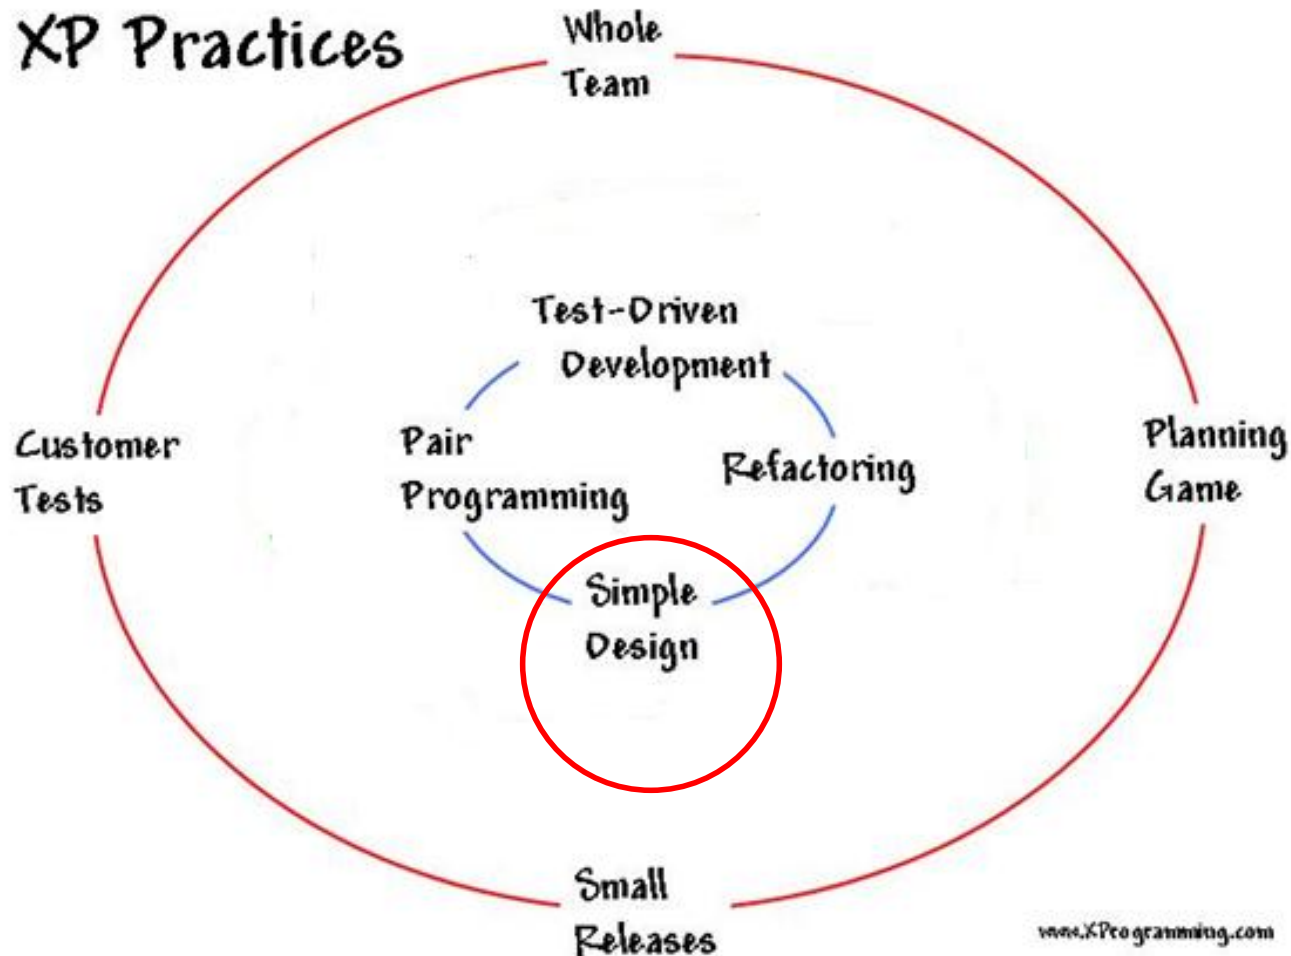 XP Practices
Whole
Team
Test-Driven
Development
Customer
Tests
Pair
Programming
Refactoring
Planning
Game
Simple
Design
Small
Releases
www.XProgramming.com